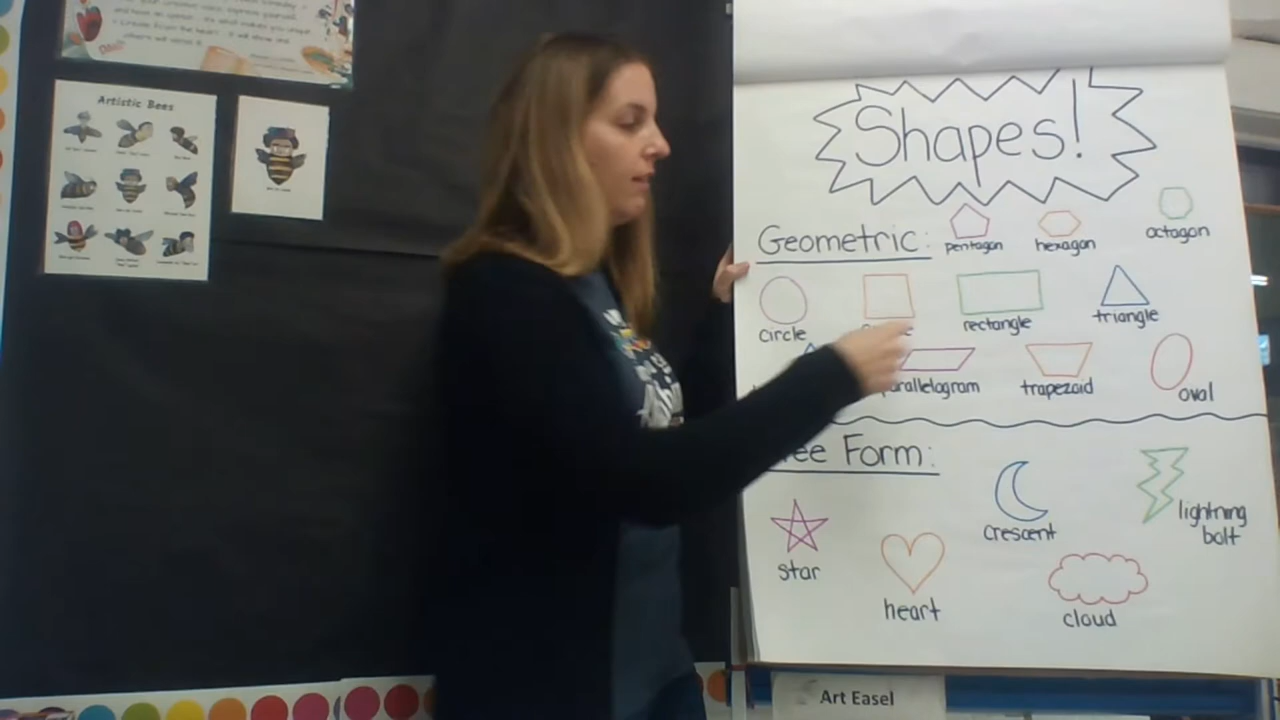 Artistic Bees
Shapes!
Geometric:
pentagon
hexagon
octagon
circle
rectangle
triangle
parallelogram
trapezoid
oval
Form:
crescent
lightning
bolt
star
heart
cloud
Art Easel